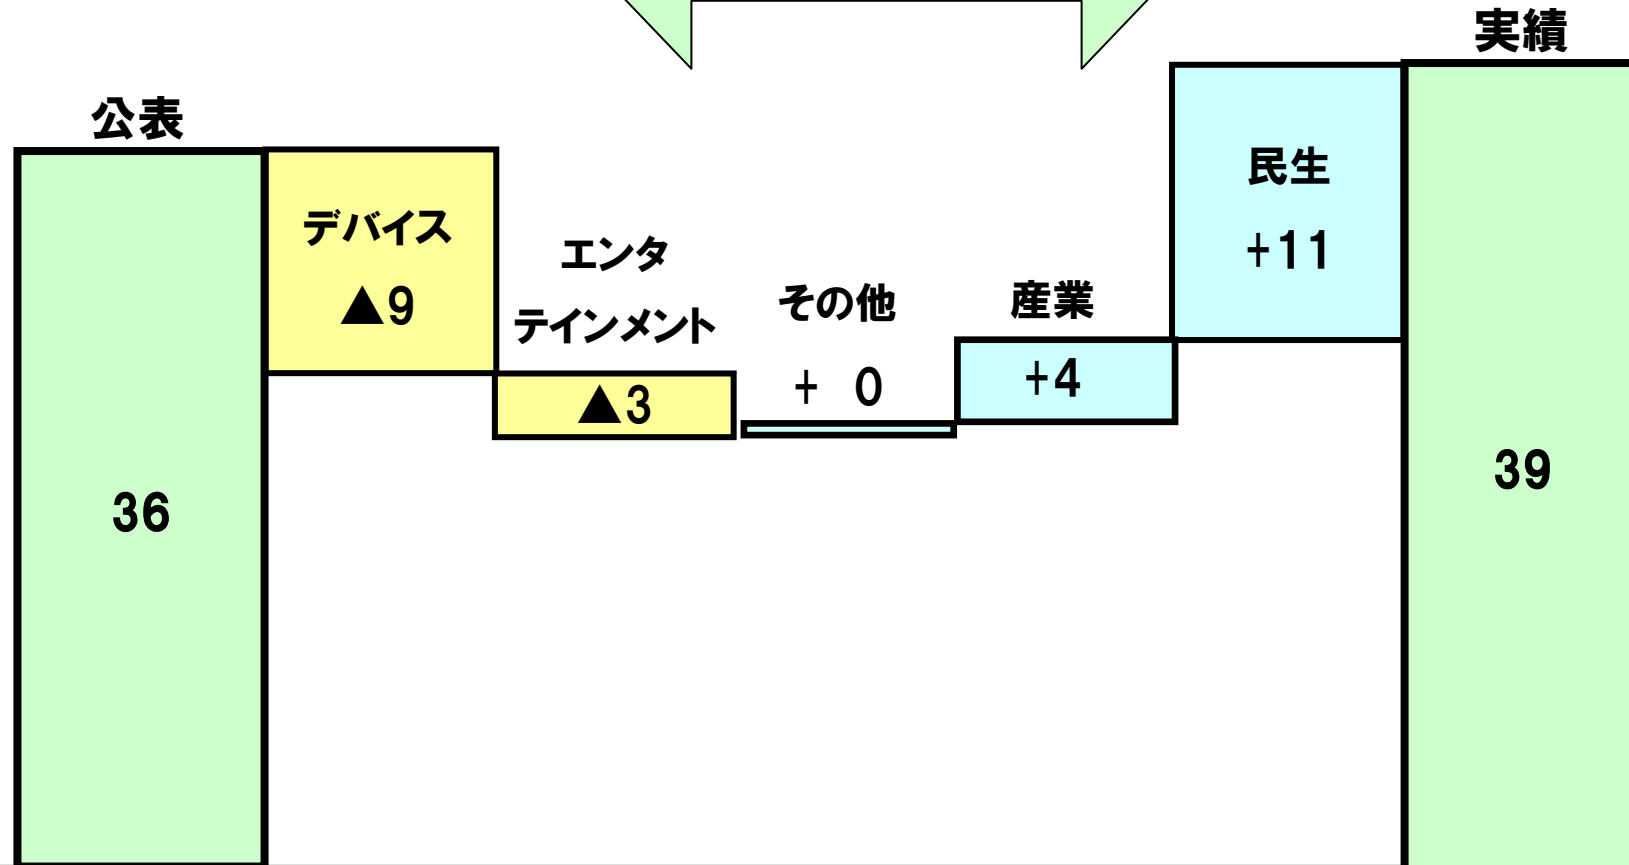 実績
公表
民生
+11
デバイス
▲9
エンタ
テインメント
▲3
その他
+ 0
産業
+4
36
39